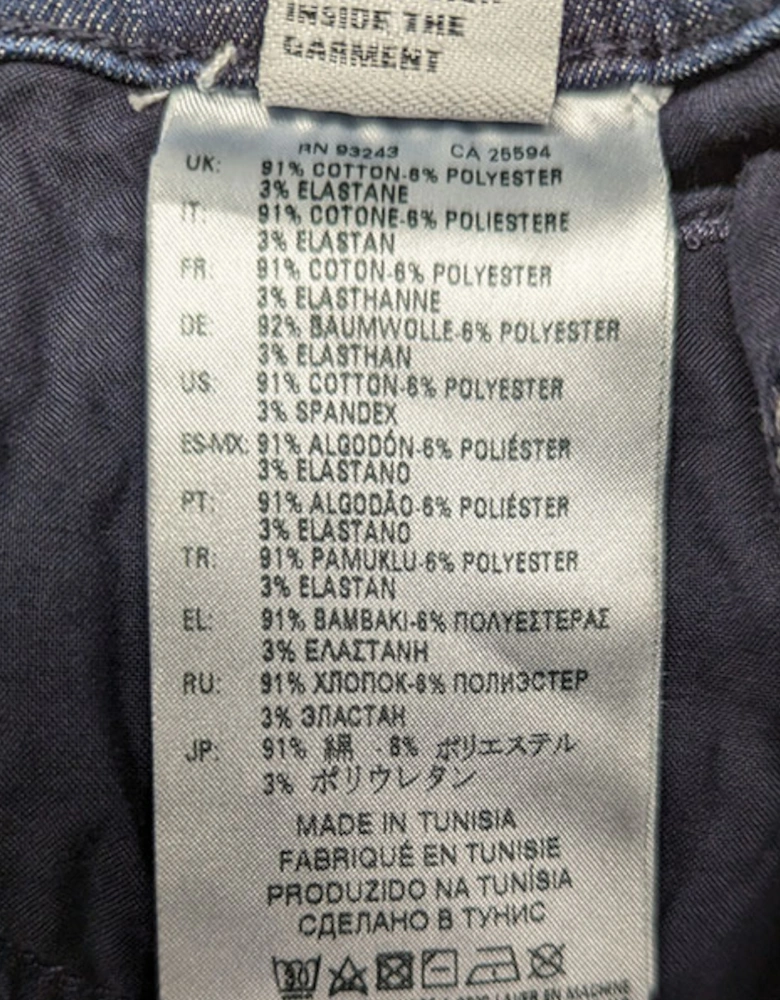 INSIDE THE
GARMENT
RN 93243 CA 25594
UK: 91% COTTON-6% POLYESTER
3% ELASTANE
IT: 91% COTONE-6% POLIESTERE
3% ELASTAN
FR: 91% COTON-6% POLYESTER
3% ELASTHANNE
DE: 92% BAUMWOLLE-6% POLYESTER
3% ELASTHAN
US: 91% COTTON-6% POLYESTER
3% SPANDEX
ES-MX: 91% ALGODÓN-6% POLIÉSTER
3% ELASTANO
PT: 91% ALGODÃO-6% POLIÉSTER
3% ELASTANO
TR: 91% PAMUKLU-6% POLYESTER
3% ELASTAN
EL: 91% BAMBAKI-6% ΠΟΛΥΕΣΤΕΡΑΣ
3% ΕΛΑΣΤΑΝΗ
RU: 91% ХЛОПОК-6% ПОЛИЭСТЕР
3% ЭЛАСТАН
JP: 91% 綿 -6% ポリエステル
3% ポリウレタン
MADE IN TUNISIA
FABRIQUÉ EN TUNISIE
PRODUZIDO NA TUNÍSIA
СДЕЛАНО В ТУНИС
30
LAVER EN MACHINE